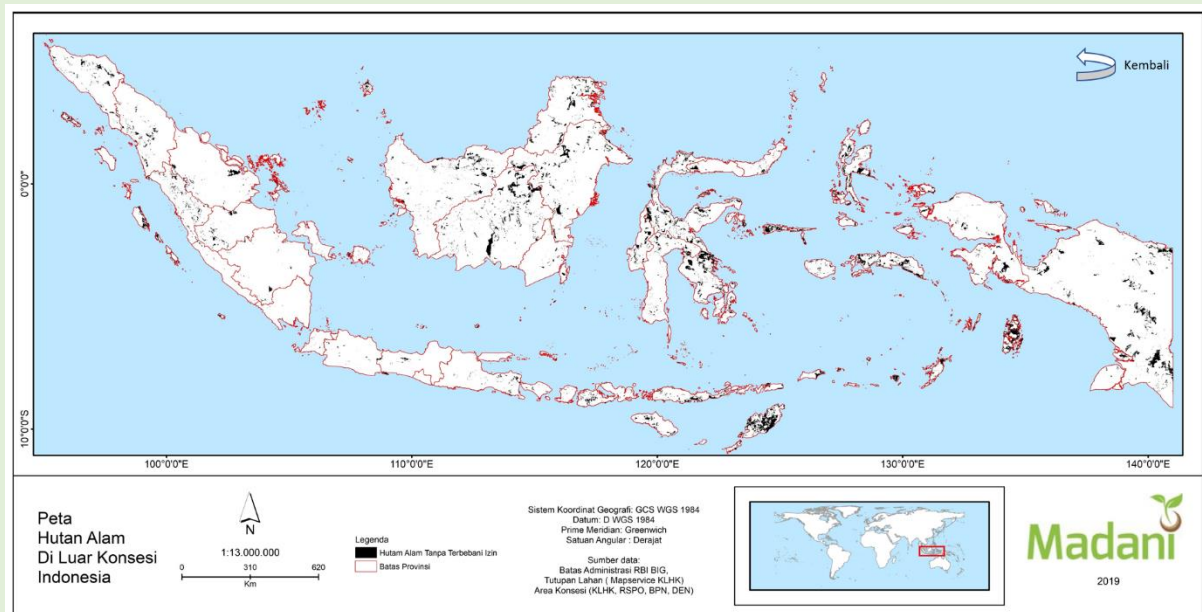 Kembali
0°0'0"
10°0'0"S
100°0'0"E
110°0'0"E
120°0'0"E
130°0'0"E
140°0'0"E
Peta
Hutan Alam
Di Luar Konsesi
Indonesia
N
1:13.000.000
0
310
620
Km
Legenda
Hutam Alam Tanpa Terbebani Izin
Batas Provinsi
Sistem Koordinat Geografi: GCS WGS 1984
Datum: D WGS 1984
Prime Meridian: Greenwich
Satuan Angular : Derajat
Sumber data:
Batas Administrasi RBI BIG,
Tutupan Lahan ( Mapservice KLHK)
Area Konsesi (KLHK, RSPO, BPN, DEN)
Madani
2019